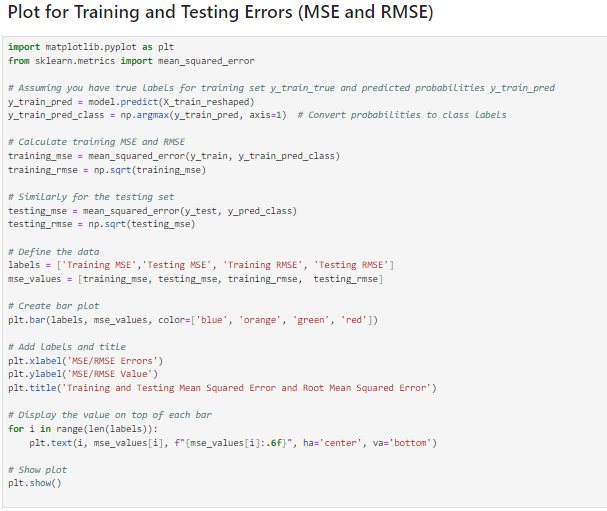 Plot for Training and Testing Errors (MSE and RMSE)
import matplotlib.pyplot as plt
from sklearn.metrics import mean_squared_error
# Assuming you have true labels for training set y_train_true and predicted probabilities y_train_pred
y_train_pred = model.predict(X_train_reshaped)
y_train_pred_class = np.argmax(y_train_pred, axis=1)  # Convert probabilities to class labels
# Calculate training MSE and RMSE
training_mse = mean_squared_error(y_train, y_train_pred_class)
training_rmse = np.sqrt(training_mse)
# Similarly for the testing set
testing_mse = mean_squared_error(y_test, y_pred_class)
testing_rmse = np.sqrt(testing_mse)
# Define the data
labels = ['Training MSE','Testing MSE', 'Training RMSE', 'Testing RMSE']
mse_values = [training_mse, testing_mse, training_rmse,  testing_rmse]
# Create bar plot
plt.bar(labels, mse_values, color=['blue', 'orange', 'green', 'red'])
# Add labels and title
plt.xlabel('MSE/RMSE Errors')
plt.ylabel('MSE/RMSE Value')
plt.title('Training and Testing Mean Squared Error and Root Mean Squared Error')
# Display the value on top of each bar
for i in range(len(labels)):
    plt.text(i, mse_values[i], f"{mse_values[i]:.6f}", ha='center', va='bottom')
# Show plot
plt.show()